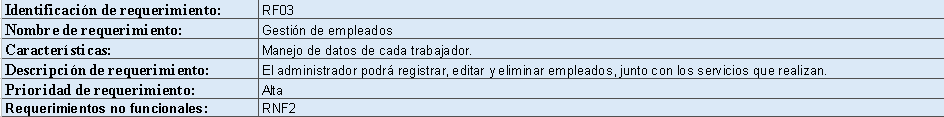 Identificación de requerimiento: RF03
Nombre de requerimiento: Gestión de empleados
Características: Manejo de datos de cada trabajador.
Descripción de requerimiento: El administrador podrá registrar, editar y eliminar empleados, junto con los servicios que realizan.
Prioridad de requerimiento: Alta
Requerimientos no funcionales: RNF2